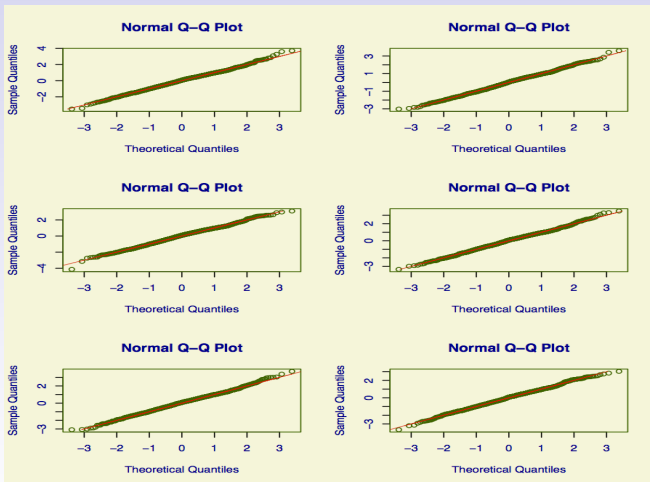 Normal Q–Q Plot
Sample Quantiles
−2 0 2 4
−3 −2 −1 0 1 2 3
Theoretical Quantiles
Normal Q–Q Plot
Sample Quantiles
−3 −1 1 3
−3 −2 −1 0 1 2 3
Theoretical Quantiles
Normal Q–Q Plot
Sample Quantiles
−4 0 2
−3 −2 −1 0 1 2 3
Theoretical Quantiles
Normal Q–Q Plot
Sample Quantiles
−3 0 2
−3 −2 −1 0 1 2 3
Theoretical Quantiles
Normal Q–Q Plot
Sample Quantiles
−3 0 2
−3 −2 −1 0 1 2 3
Theoretical Quantiles
Normal Q–Q Plot
Sample Quantiles
−3 0 2
−3 −2 −1 0 1 2 3
Theoretical Quantiles